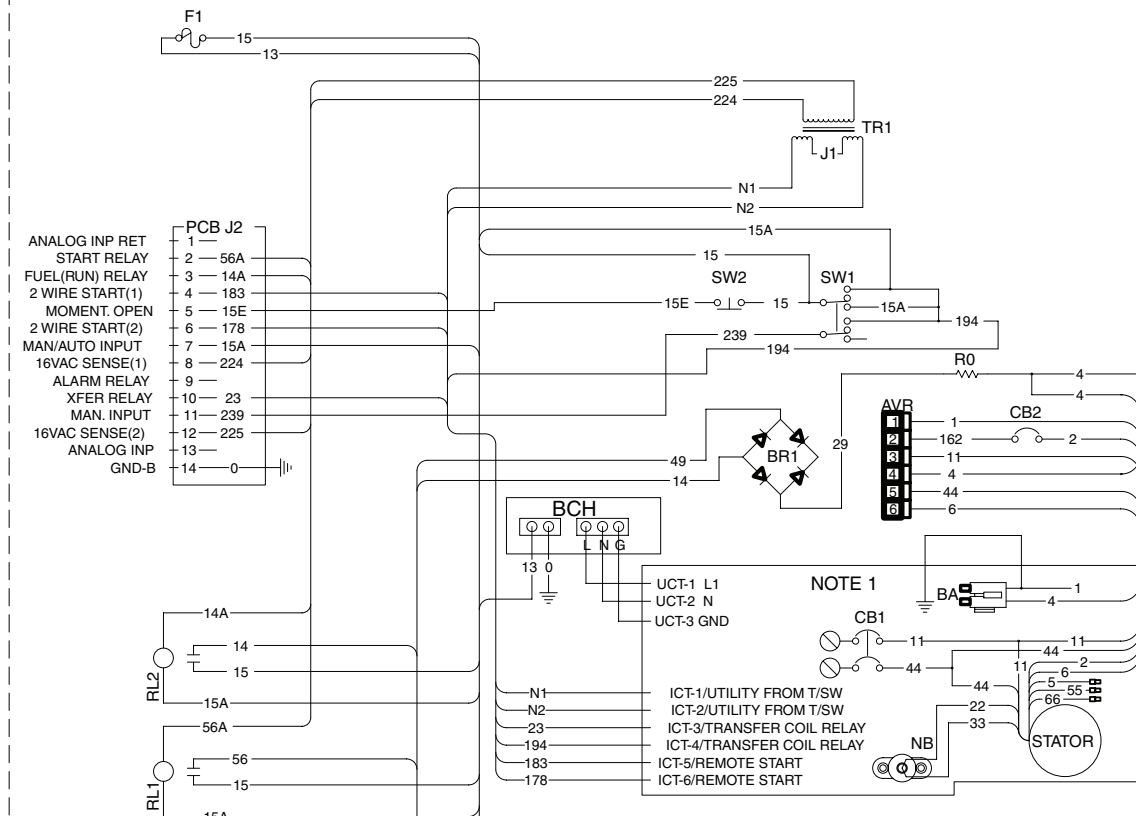 F1
15
13
225
224
TR1
J1
N1
N2
15A
15
SW2
SW1
15E
15
15A
194
239
194
PCB J2
ANALOG INP RET 1
START RELAY 2 56A
FUEL(RUN) RELAY 3 14A
2 WIRE START(1) 4 183
MOMENT. OPEN 5 15E
2 WIRE START(2) 6 178
MAN/AUTO INPUT 7 15A
16VAC SENSE(1) 8 224
ALARM RELAY 9
XFER RELAY 10 23
MAN. INPUT 11 239
16VAC SENSE(2) 12 225
ANALOG INP 13
GND-B 14 0
R0
4
4
AVR
CB2
1 1
2 162 2
3 11
4 4
5 44
6 6
29
BR1
49
14
BCH
L N G
13 0
UCT-1 L1
UCT-2 N
UCT-3 GND
NOTE 1
BA
1
4
CB1
11 11
44
44
11
2
6
5
55
66
44
22
33
NB
STATOR
14A
14
15
RL2
15A
56A
56
15
RL1
15A
N1 ICT-1/UTILITY FROM T/SW
N2 ICT-2/UTILITY FROM T/SW
23 ICT-3/TRANSFER COIL RELAY
194 ICT-4/TRANSFER COIL RELAY
183 ICT-5/REMOTE START
178 ICT-6/REMOTE START